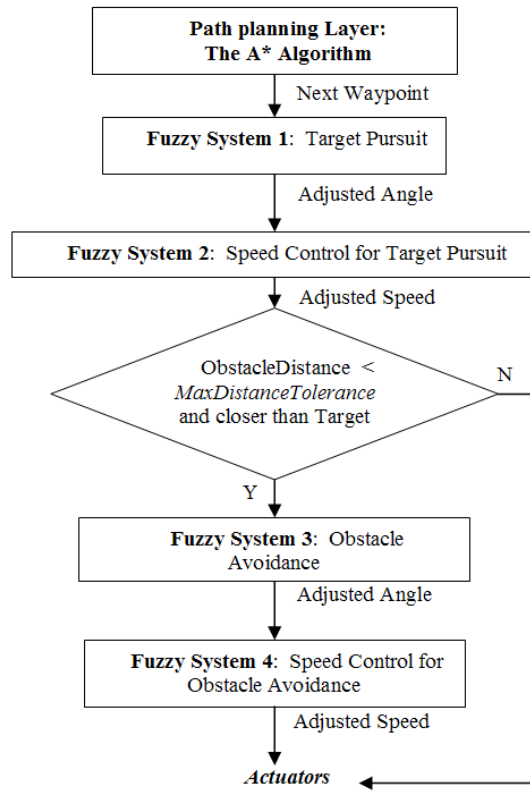 Path planning Layer:
The A* Algorithm
Next Waypoint
Fuzzy System 1: Target Pursuit
Adjusted Angle
Fuzzy System 2: Speed Control for Target Pursuit
Adjusted Speed
ObstacleDistance <
MaxDistanceTolerance
and closer than Target
N
Y
Fuzzy System 3: Obstacle
Avoidance
Adjusted Angle
Fuzzy System 4: Speed Control for
Obstacle Avoidance
Adjusted Speed
Actuators